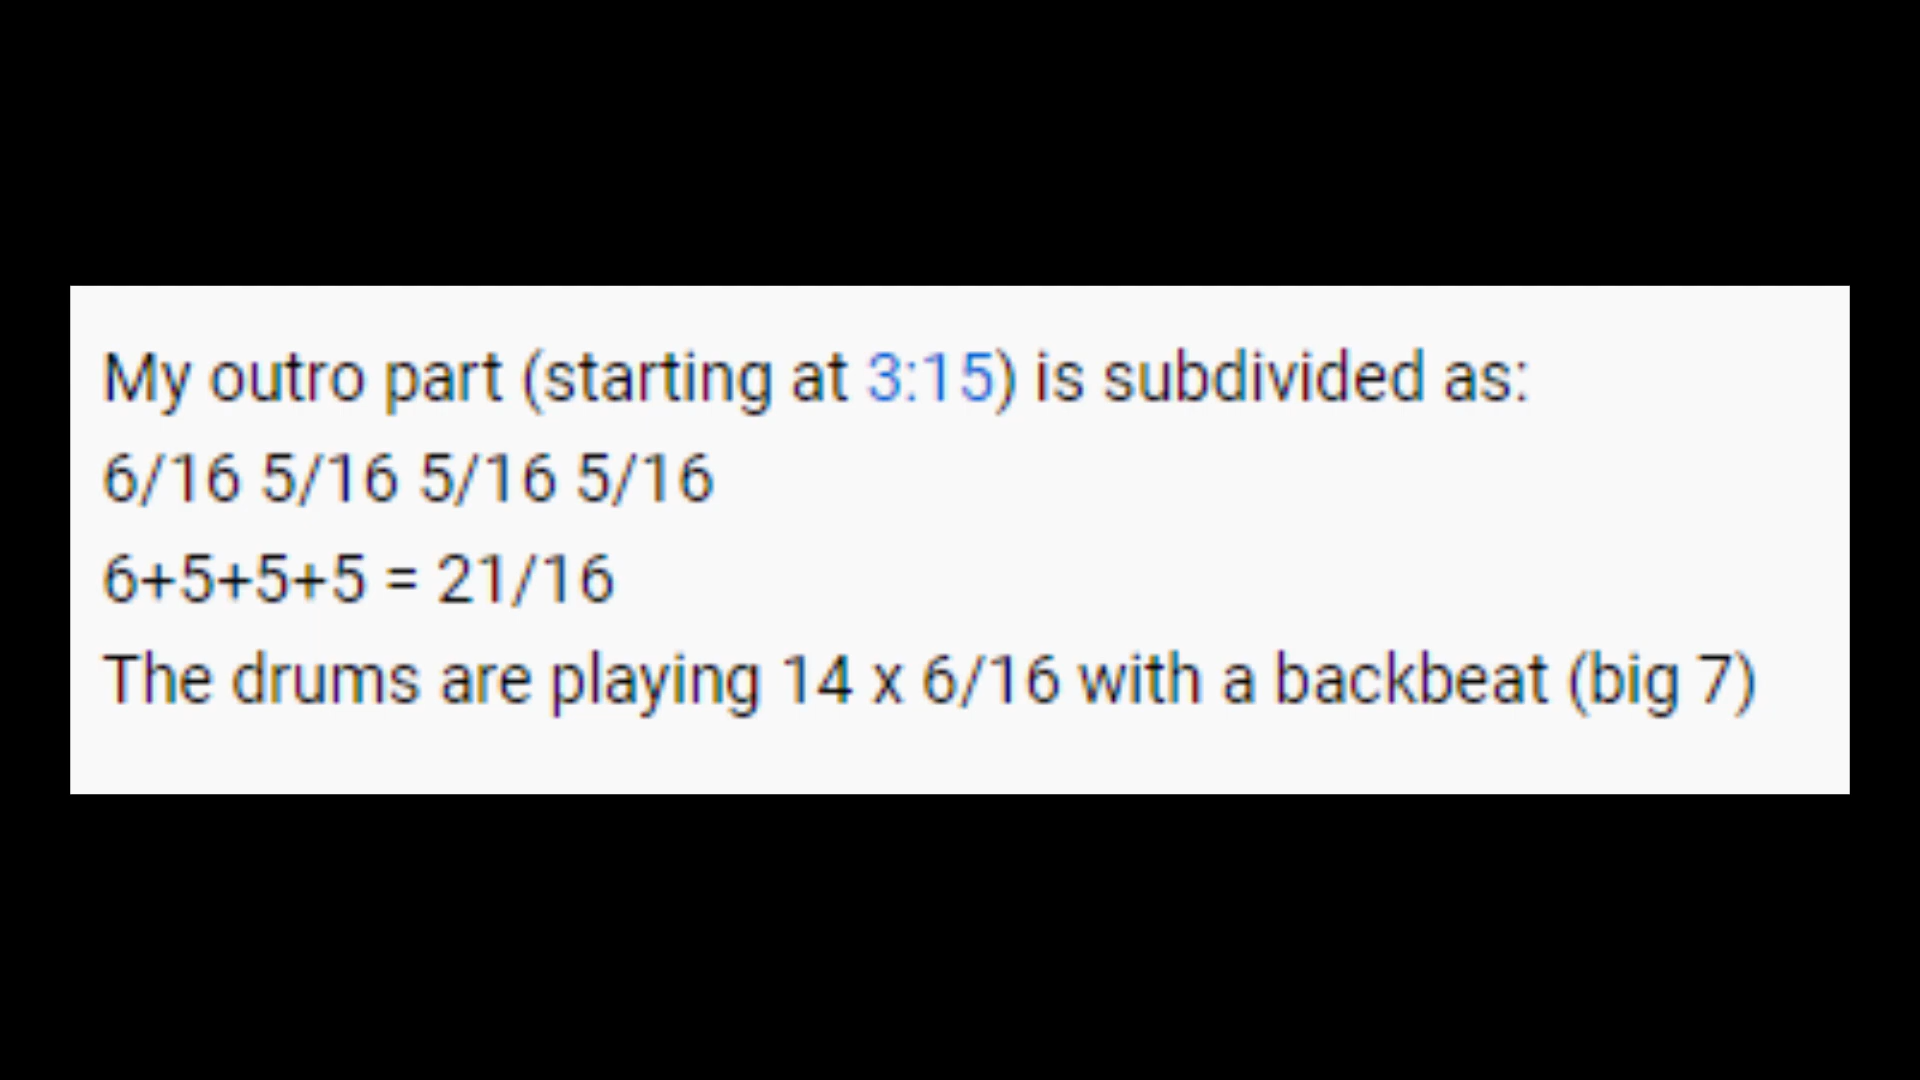 My outro part (starting at 3:15) is subdivided as:
6/16 5/16 5/16 5/16
6+5+5+5 = 21/16
The drums are playing 14 x 6/16 with a backbeat (big 7)